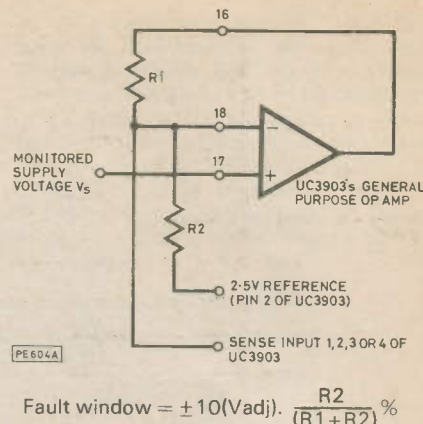 16
R1
18
MONITORED
SUPPLY
VOLTAGE Vs
17
UC3903's GENERAL
PURPOSE OP AMP
R2
2·5V REFERENCE
(PIN 2 OF UC3903)
PE604A
SENSE INPUT 1,2,3 OR 4 OF
UC3903
Fault window = ±10(Vadj). R2/(R1+R2) %